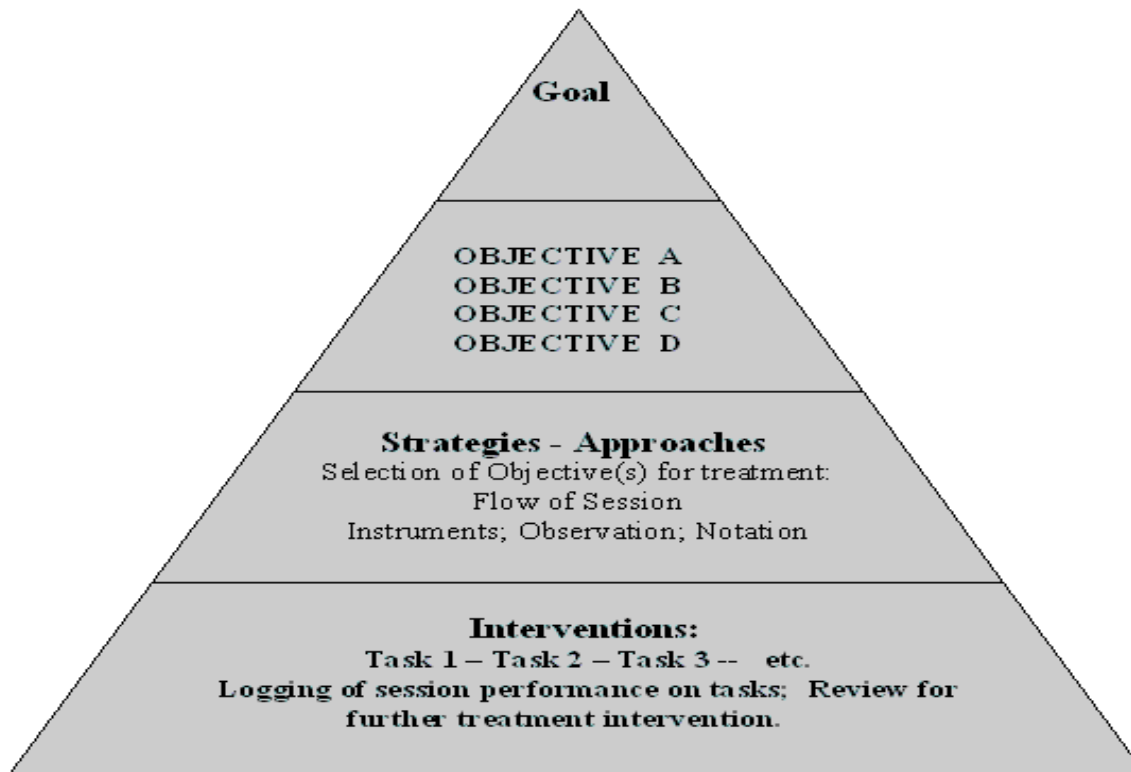 Goal
OBJECTIVE A
OBJECTIVE B
OBJECTIVE C
OBJECTIVE D
Strategies - Approaches
Selection of Objective(s) for treatment:
Flow of Session
Instruments; Observation; Notation
Interventions:
Task 1 – Task 2 – Task 3 -- etc.
Logging of session performance on tasks; Review for
further treatment intervention.